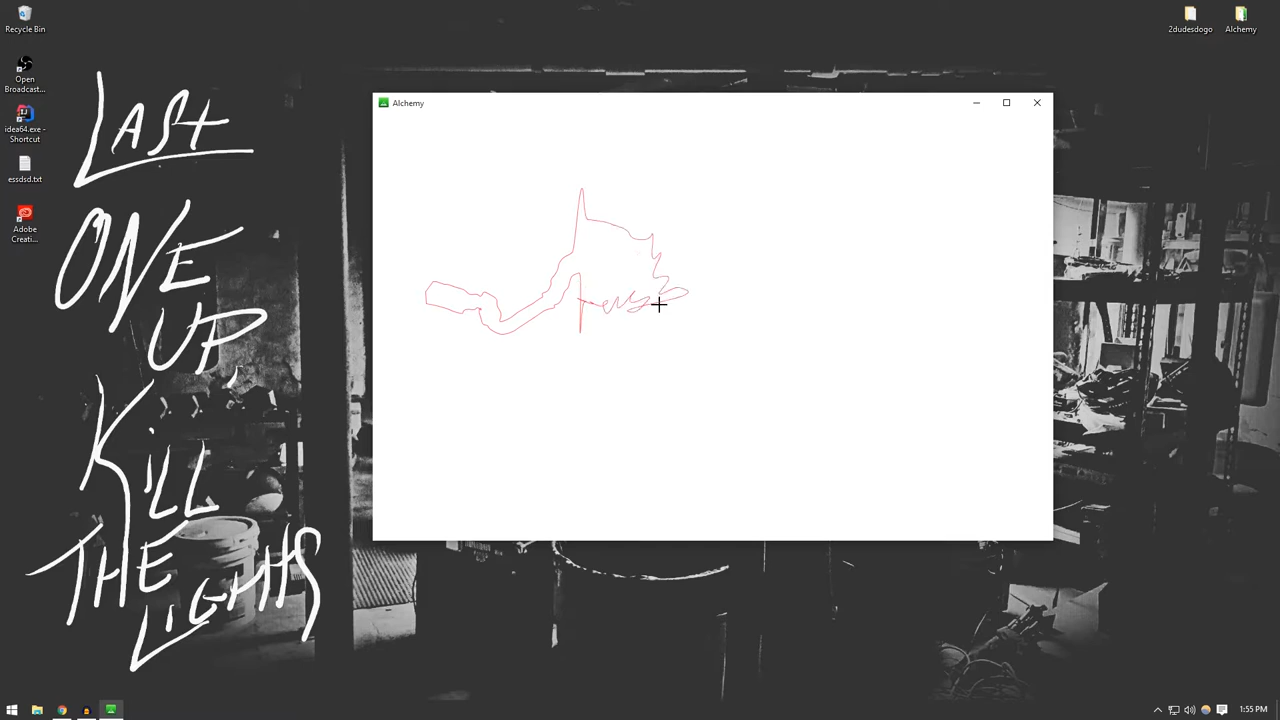 Recycle Bin
2dudesdogo
Alchemy
Open
Broadcast...
idea64.exe -
Shortcut
essdsd.txt
Adobe
Creati...
Alchemy
LAST
ONE
UP,
KILL
THE
LIGHTS
1:55 PM